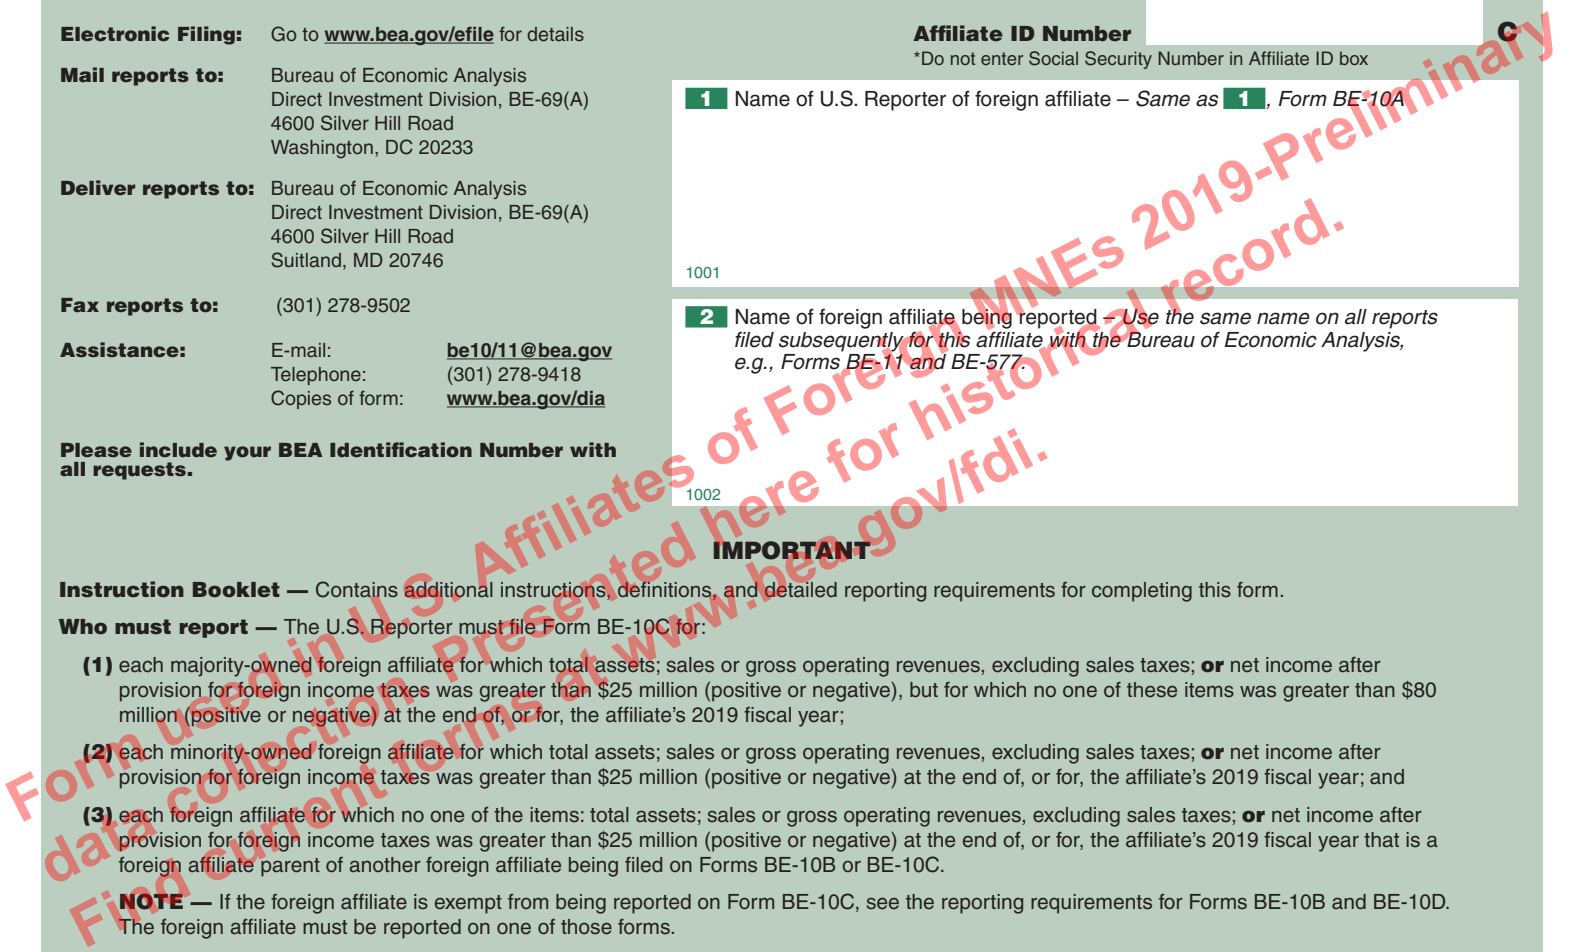 Electronic Filing: Go to www.bea.gov/efile for details
Mail reports to: Bureau of Economic Analysis
Direct Investment Division, BE-69(A)
4600 Silver Hill Road
Washington, DC 20233
Deliver reports to: Bureau of Economic Analysis
Direct Investment Division, BE-69(A)
4600 Silver Hill Road
Suitland, MD 20746
Fax reports to: (301) 278-9502
Assistance: E-mail: be10/11@bea.gov
Telephone: (301) 278-9418
Copies of form: www.bea.gov/dia
Please include your BEA Identification Number with
all requests.
Affiliate ID Number C
*Do not enter Social Security Number in Affiliate ID box
1 Name of U.S. Reporter of foreign affiliate – Same as 1, Form BE-10A
1001
2 Name of foreign affiliate being reported – Use the same name on all reports
filed subsequently for this affiliate with the Bureau of Economic Analysis,
e.g., Forms BE-11 and BE-577.
1002
IMPORTANT
Instruction Booklet — Contains additional instructions, definitions, and detailed reporting requirements for completing this form.
Who must report — The U.S. Reporter must file Form BE-10C for:
(1) each majority-owned foreign affiliate for which total assets; sales or gross operating revenues, excluding sales taxes; or net income after
provision for foreign income taxes was greater than $25 million (positive or negative), but for which no one of these items was greater than $80
million (positive or negative) at the end of, or for, the affiliate's 2019 fiscal year;
(2) each minority-owned foreign affiliate for which total assets; sales or gross operating revenues, excluding sales taxes; or net income after
provision for foreign income taxes was greater than $25 million (positive or negative) at the end of, or for, the affiliate's 2019 fiscal year; and
(3) each foreign affiliate for which no one of the items: total assets; sales or gross operating revenues, excluding sales taxes; or net income after
provision for foreign income taxes was greater than $25 million (positive or negative) at the end of, or for, the affiliate's 2019 fiscal year that is a
foreign affiliate parent of another foreign affiliate being filed on Forms BE-10B or BE-10C.
NOTE — If the foreign affiliate is exempt from being reported on Form BE-10C, see the reporting requirements for Forms BE-10B and BE-10D.
The foreign affiliate must be reported on one of those forms.
Form used in U.S. Affiliates of Foreign MNEs 2019-Preliminary
data collection. Presented here for historical record.
Find current forms at www.bea.gov/fdi.